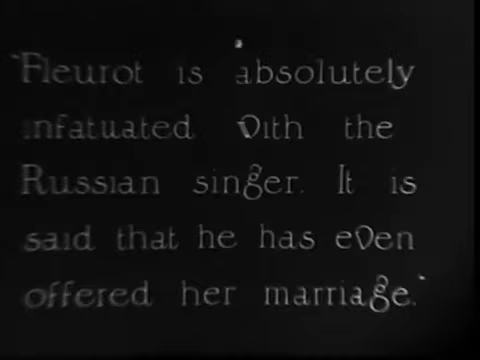 "Fleurot is absolutely
infatuated with the
Russian singer. It is
said that he has even
offered her marriage."